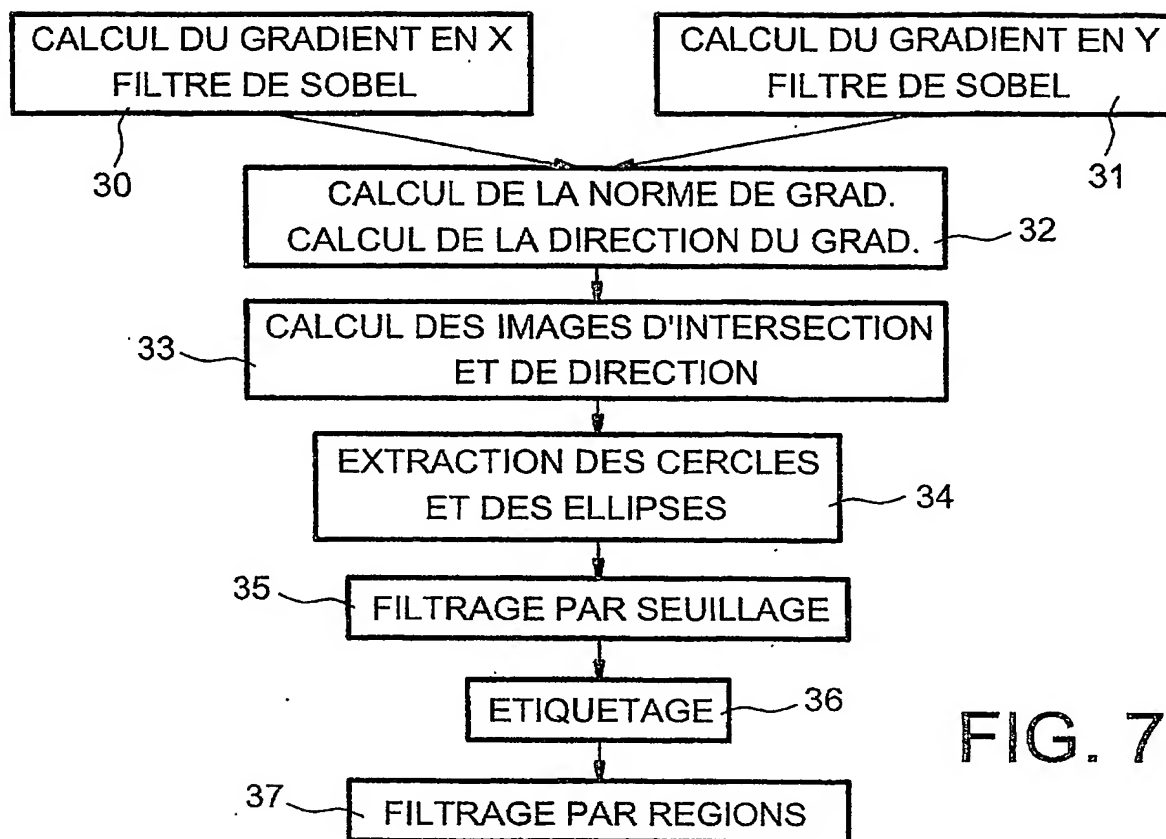 CALCUL DU GRADIENT EN X
FILTRE DE SOBEL
30
CALCUL DU GRADIENT EN Y
FILTRE DE SOBEL
31
CALCUL DE LA NORME DE GRAD.
CALCUL DE LA DIRECTION DU GRAD.
32
CALCUL DES IMAGES D'INTERSECTION
ET DE DIRECTION
33
EXTRACTION DES CERCLES
ET DES ELLIPSES
34
35
FILTRAGE PAR SEUILLAGE
ETIQUETAGE
36
37
FILTRAGE PAR REGIONS
FIG. 7